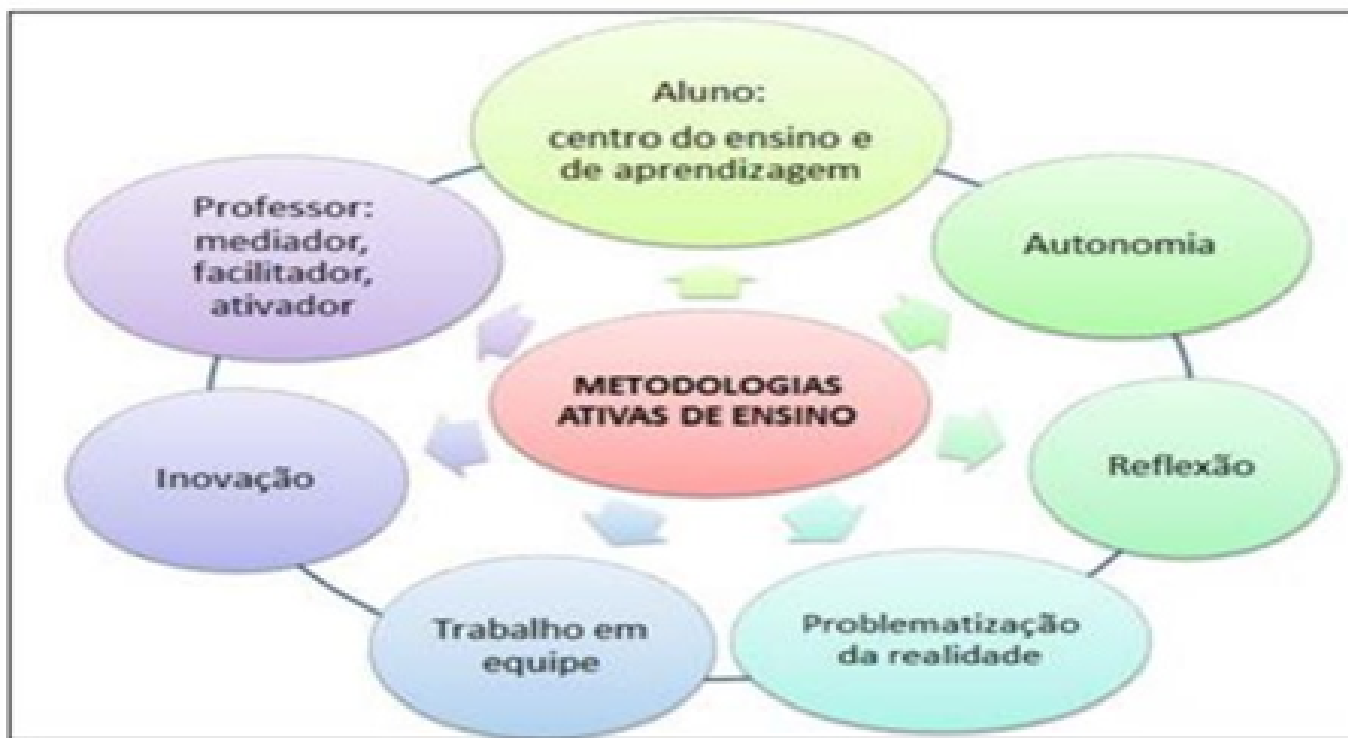 Aluno:
centro do ensino e
de aprendizagem
Autonomia
Reflexão
Problematização
da realidade
Trabalho em
equipe
Inovação
Professor:
mediador,
facilitador,
ativador
METODOLOGIAS
ATIVAS DE ENSINO